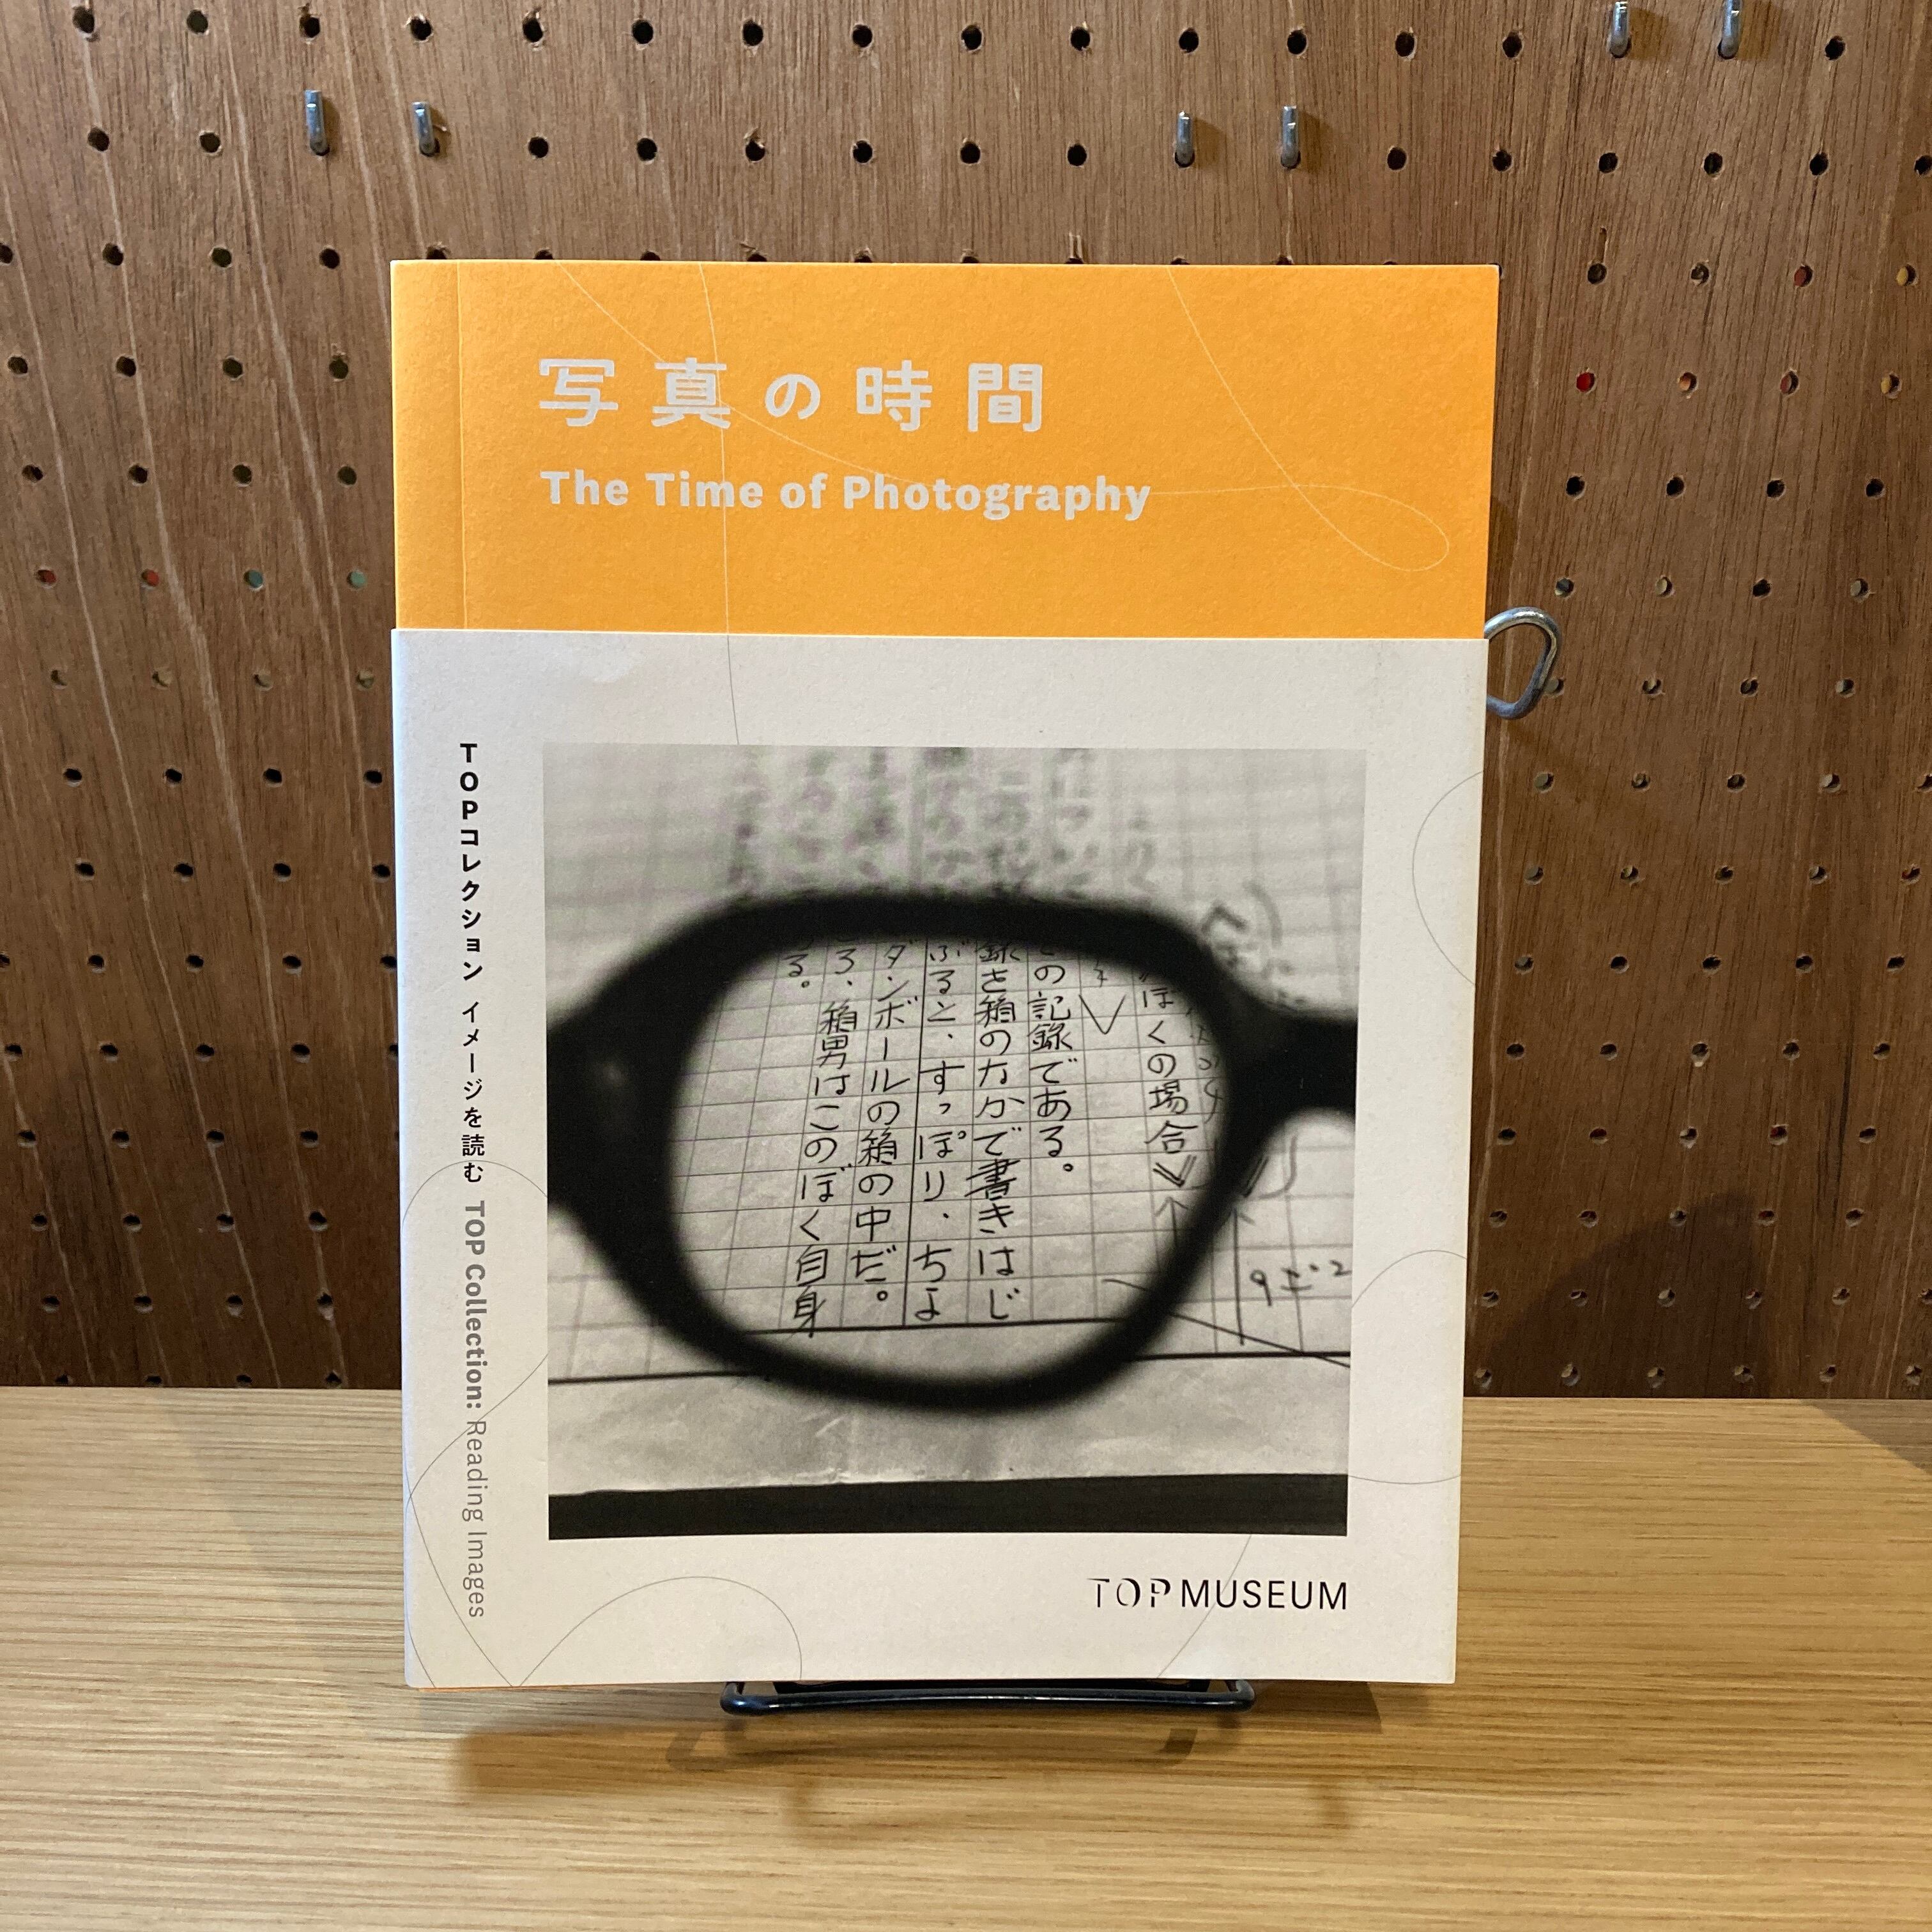 写真の時間
The Time of Photography
TOPコレクション イメージを読む TOP Collection: Reading Images
《ぼくの場合》
の記録である。
録を箱のなかで書きはじ
ぶると、すっぽり、ちょ
ダンボールの箱の中だ。
ろ、箱男はこのぼく自身
る。
TOP MUSEUM